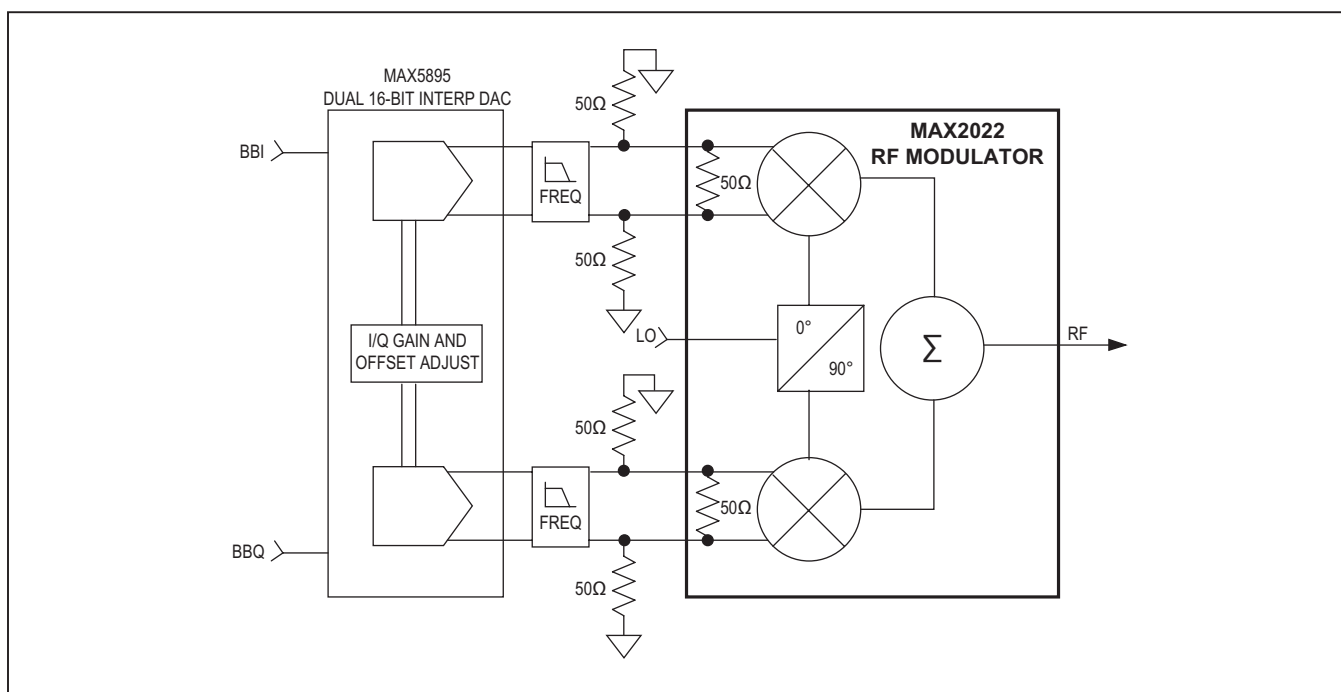 MAX5895
DUAL 16-BIT INTERP DAC
50Ω
MAX2022
RF MODULATOR
BBI
FREQ
50Ω
50Ω
I/Q GAIN AND
OFFSET ADJUST
LO
0°
90°
Σ
RF
50Ω
FREQ
50Ω
BBQ
50Ω